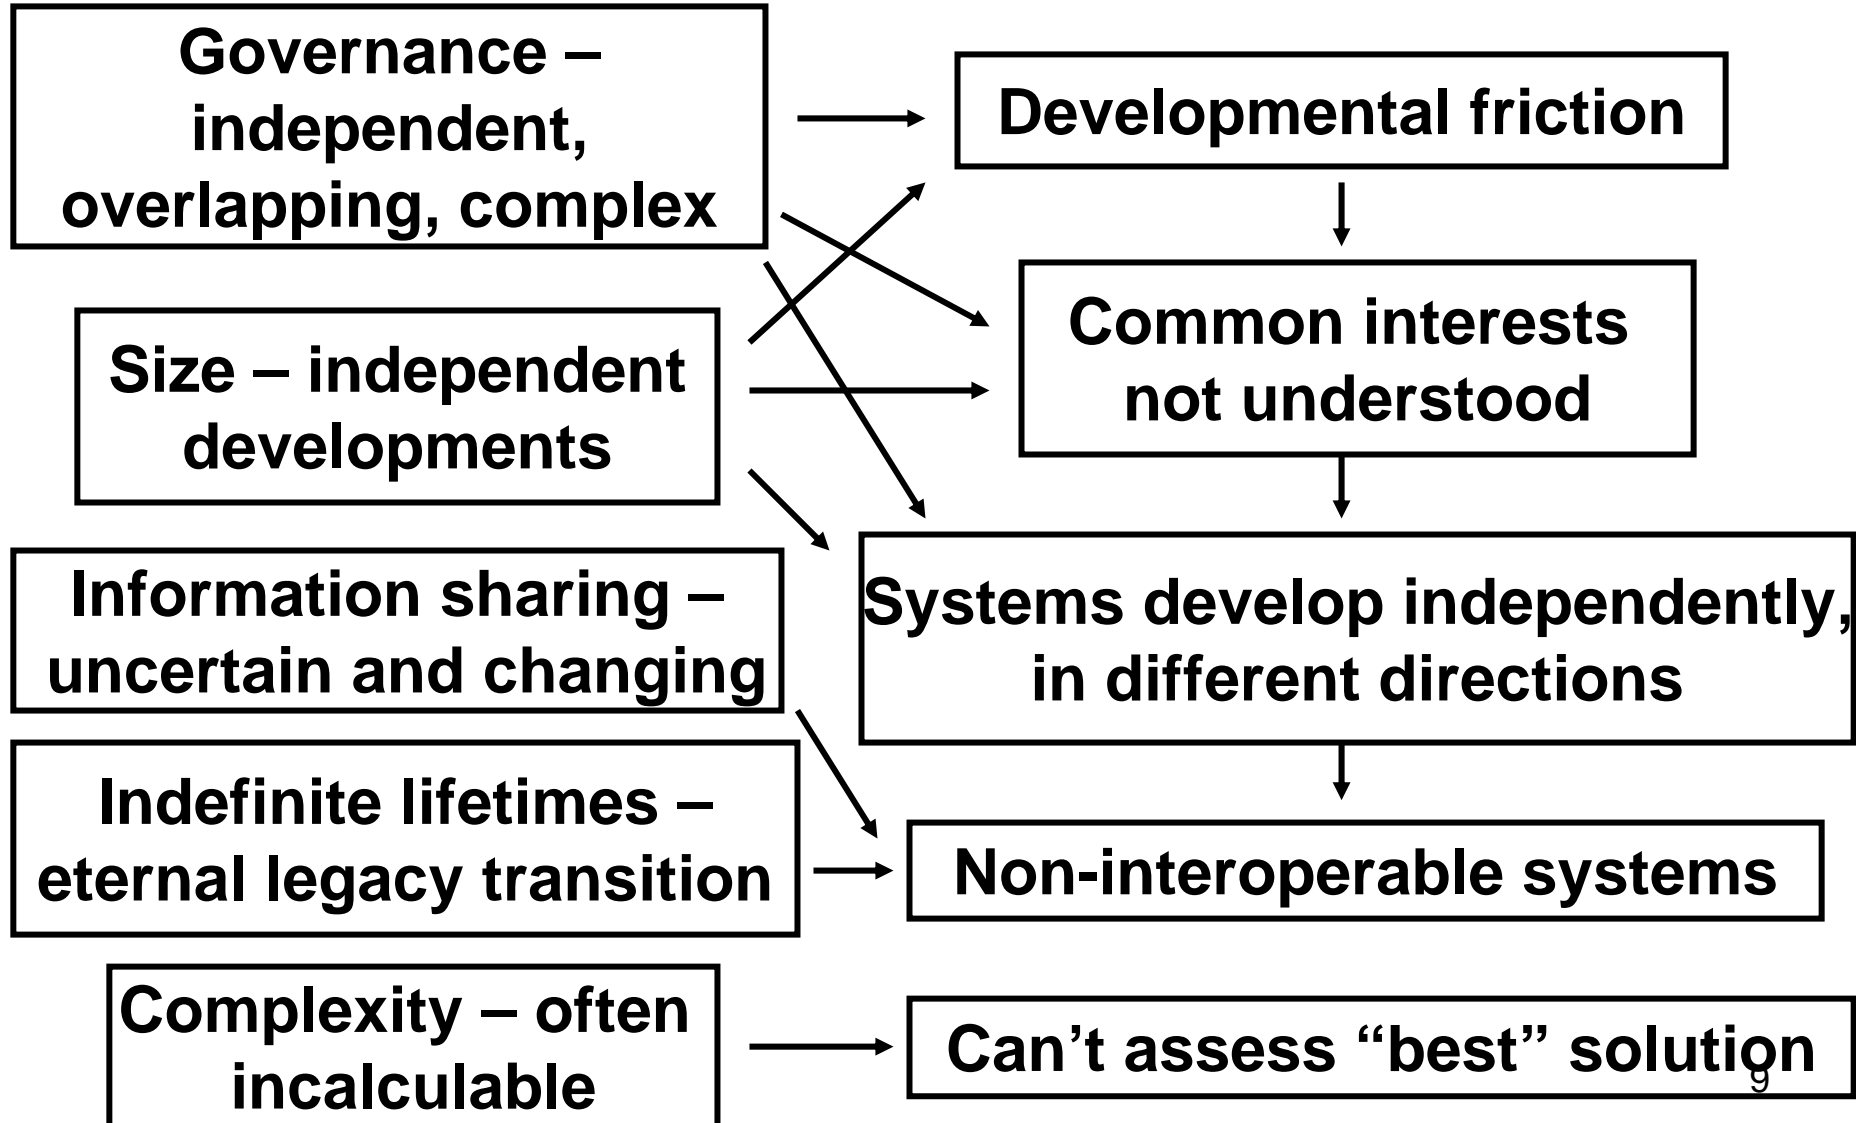 Governance –
independent,
overlapping, complex
Size – independent
developments
Information sharing –
uncertain and changing
Indefinite lifetimes –
eternal legacy transition
Complexity – often
incalculable
Developmental friction
Common interests
not understood
Systems develop independently,
in different directions
Non-interoperable systems
Can’t assess “best” solution
9